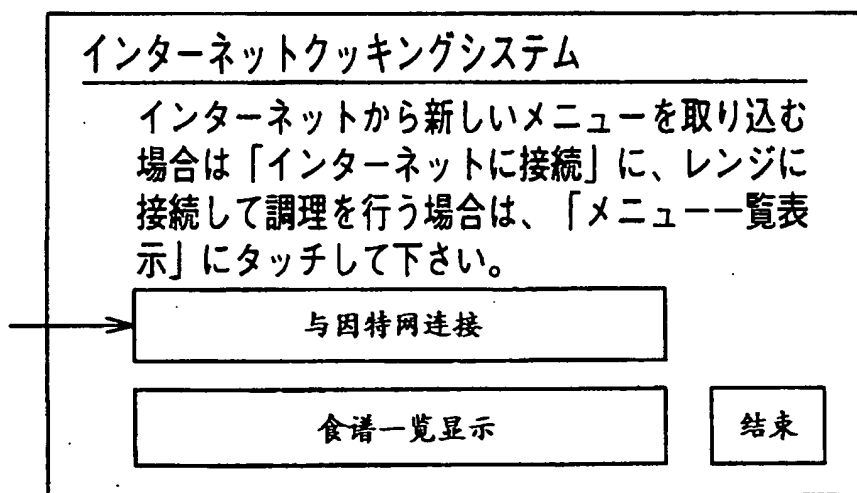 インターネットクッキングシステム
インターネットから新しいメニューを取り込む
場合は「インターネットに接続」に、レンジに
接続して調理を行う場合は、「メニュー一覧表
示」にタッチして下さい。
与因特网连接
食谱一览显示
结束